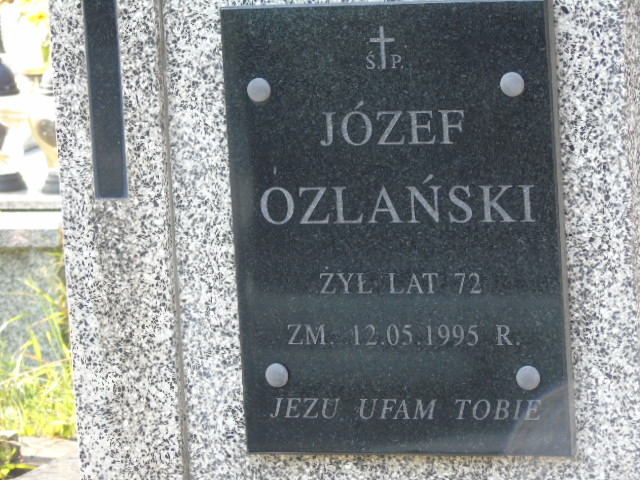 Ś.P.
JÓZEF
OZLAŃSKI
ŻYŁ LAT 72
ZM. 12.05.1995 R.
JEZU UFAM TOBIE